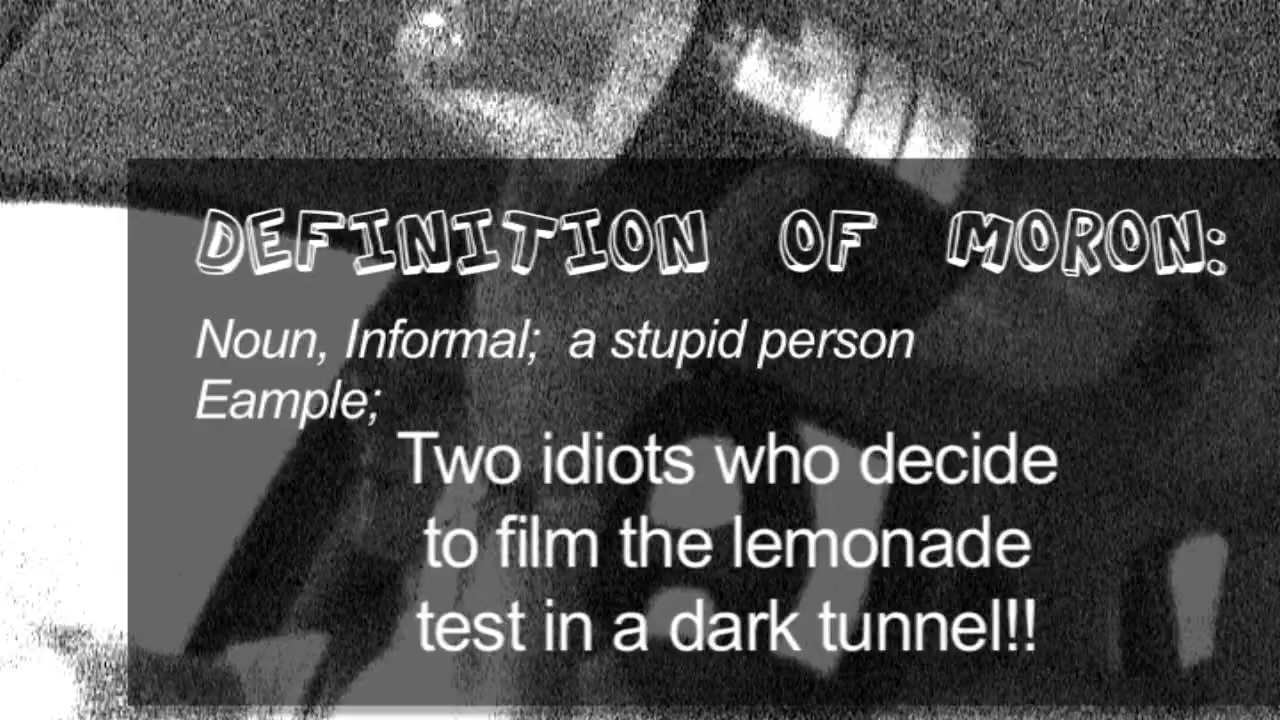 DEFINITION OF MORON:
Noun, Informal; a stupid person
Eample;
Two idiots who decide
to film the lemonade
test in a dark tunnel!!